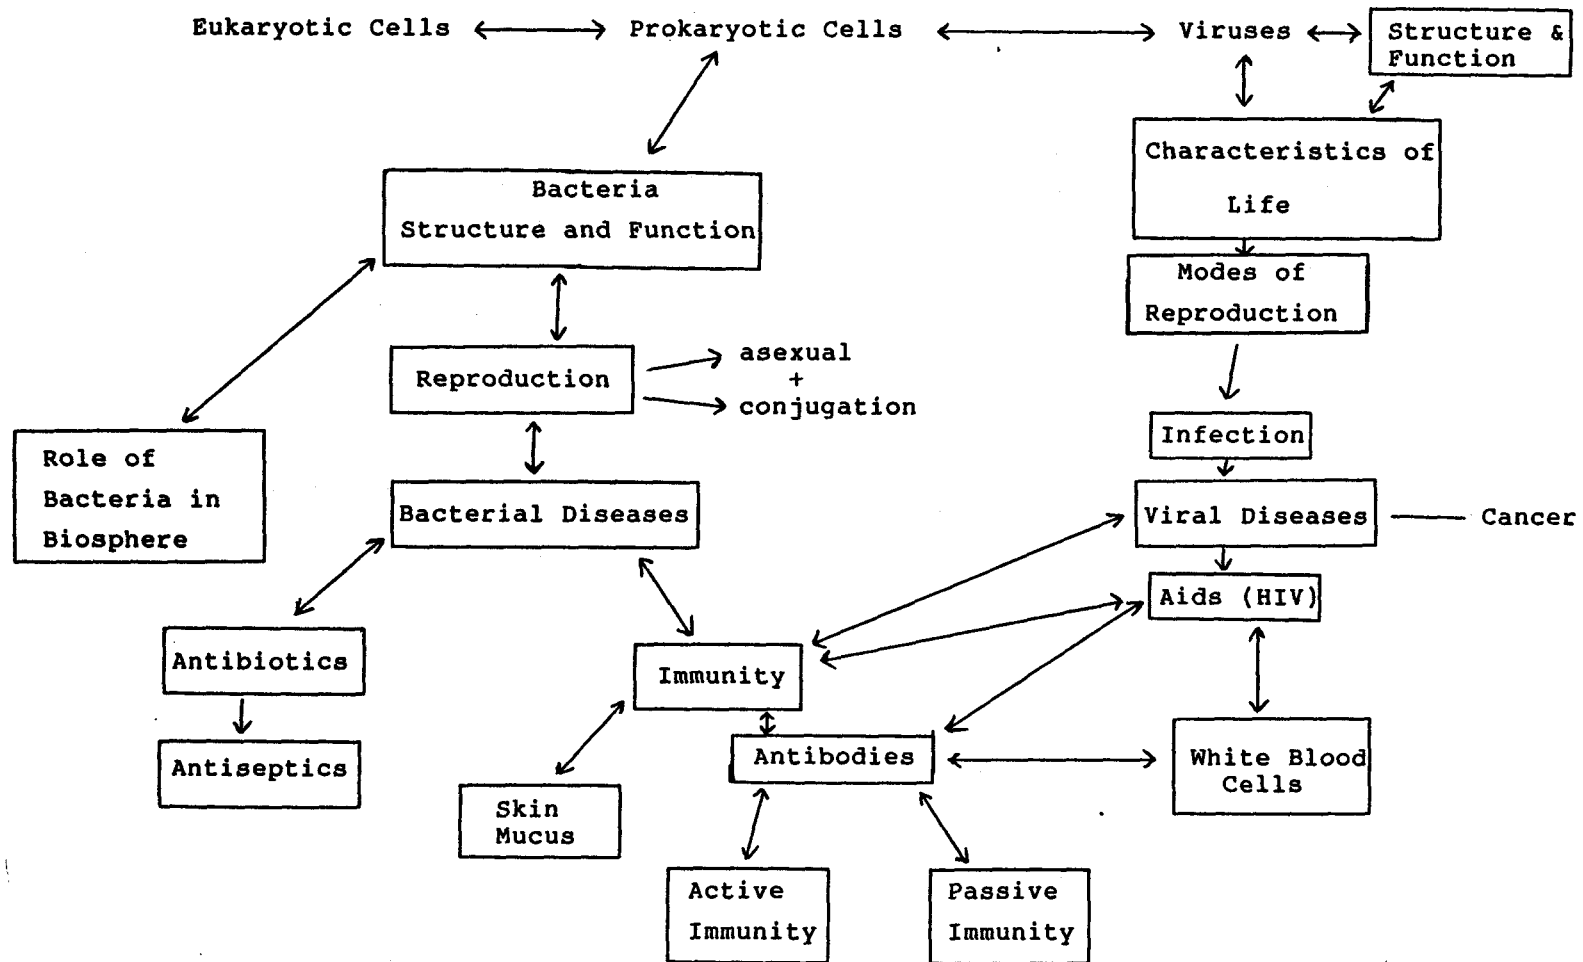 Eukaryotic Cells
Prokaryotic Cells
Viruses
Structure &
Function
Characteristics of
Life
Bacteria
Structure and Function
Modes of
Reproduction
Reproduction
asexual
+
conjugation
Infection
Role of
Bacteria in
Biosphere
Bacterial Diseases
Viral Diseases
Cancer
Aids (HIV)
Antibiotics
Immunity
Antiseptics
Antibodies
White Blood
Cells
Skin
Mucus
Active
Immunity
Passive
Immunity